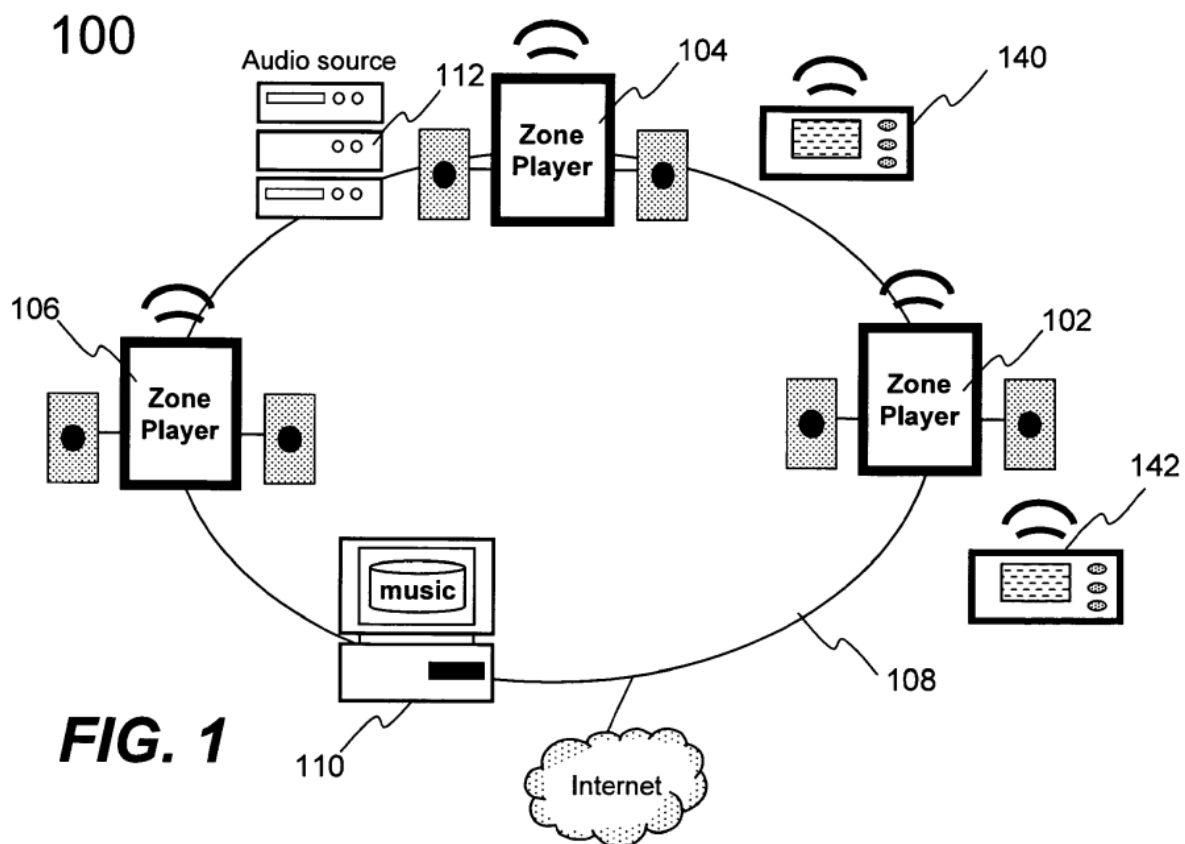 100
Audio source
112
104
140
Zone
Player
106
Zone
Player
102
Zone
Player
142
music
108
110
FIG. 1
Internet